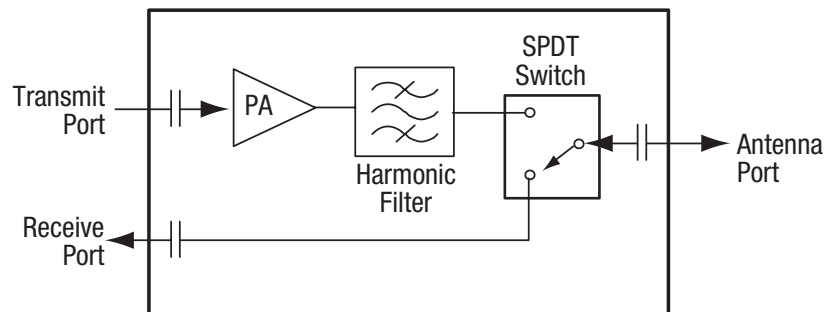 SPDT
Switch
Transmit
Port
PA
Antenna
Port
Harmonic
Filter
Receive
Port